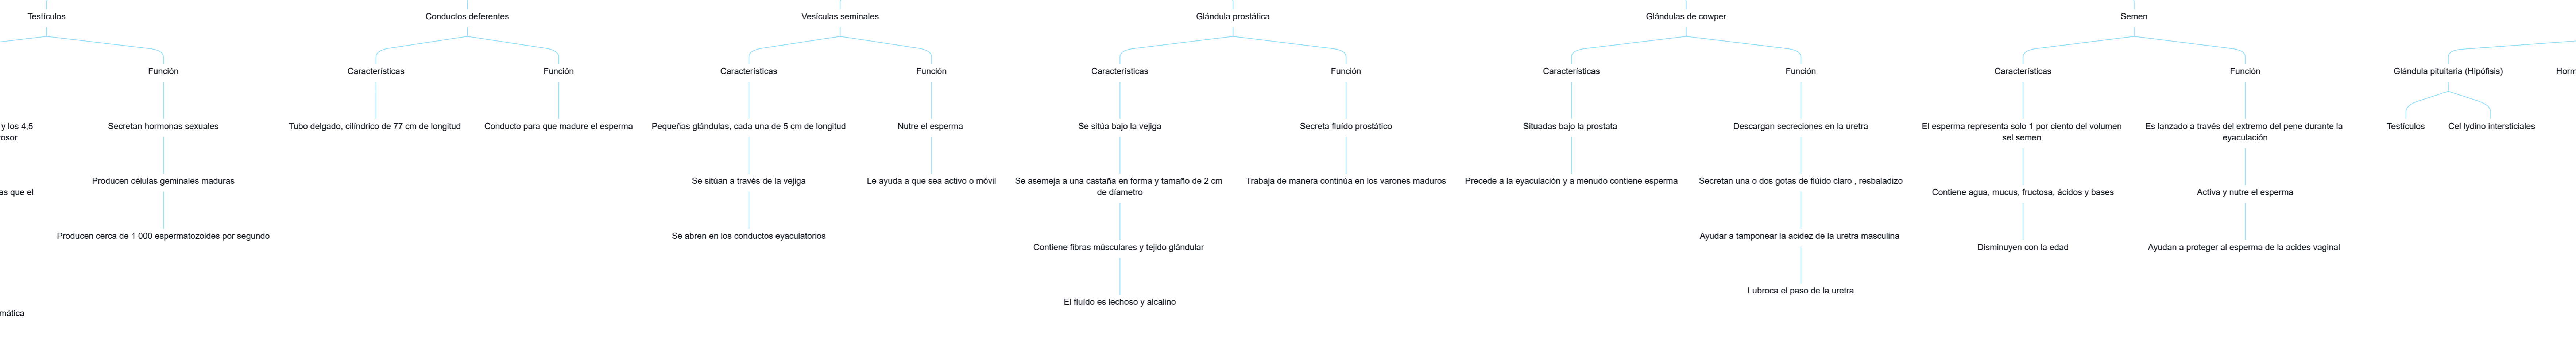 Testículos
Conductos deferentes
Vesículas seminales
Glándula prostática
Glándulas de cowper
Semen
Función
Características
Función
Características
Función
Características
Función
Características
Función
Características
Función
Glándula pituitaria (Hipófisis)
Horm
y los 4,5
osor
Secretan hormonas sexuales
Tubo delgado, cilíndrico de 77 cm de longitud
Conducto para que madure el esperma
Pequeñas glándulas, cada una de 5 cm de longitud
Nutre el esperma
Se sitúa bajo la vejiga
Secreta fluído prostático
Situadas bajo la prostata
Descargan secreciones en la uretra
El esperma representa solo 1 por ciento del volumen
sel semen
Es lanzado a través del extremo del pene durante la
eyaculación
Testículos
Cel lydino intersticiales
as que el
Producen células geminales maduras
Se sitúan a través de la vejiga
Le ayuda a que sea activo o móvil
Se asemeja a una castaña en forma y tamaño de 2 cm
de díametro
Trabaja de manera continúa en los varones maduros
Precede a la eyaculación y a menudo contiene esperma
Secretan una o dos gotas de flúido claro , resbaladizo
Contiene agua, mucus, fructosa, ácidos y bases
Activa y nutre el esperma
Producen cerca de 1 000 espermatozoides por segundo
Se abren en los conductos eyaculatorios
Contiene fibras músculares y tejido glándular
Ayudar a tamponear la acidez de la uretra masculina
Disminuyen con la edad
Ayudan a proteger al esperma de la acides vaginal
El fluído es lechoso y alcalino
Lubroca el paso de la uretra
mática